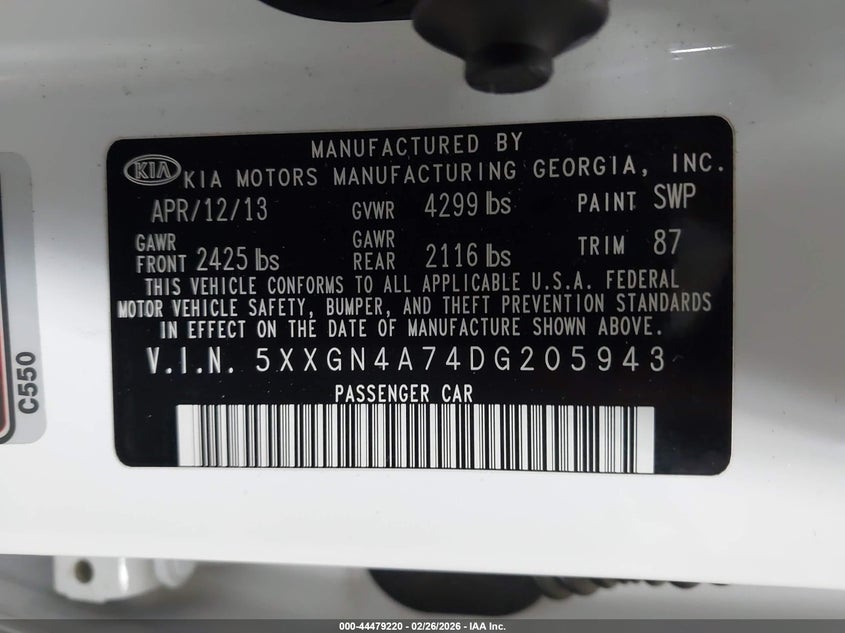 MANUFACTURED BY
KIA KIA MOTORS MANUFACTURING GEORGIA, INC.
APR/12/13 GVWR 4299 lbs PAINT SWP
GAWR FRONT 2425 lbs GAWR REAR 2116 lbs TRIM 87
THIS VEHICLE CONFORMS TO ALL APPLICABLE U.S.A. FEDERAL
MOTOR VEHICLE SAFETY, BUMPER, AND THEFT PREVENTION STANDARDS
IN EFFECT ON THE DATE OF MANUFACTURE SHOWN ABOVE.
V.I.N. 5XXGN4A74DG205943
PASSENGER CAR
C550
000-44479220 | 02/26/2026 - IAA Inc.